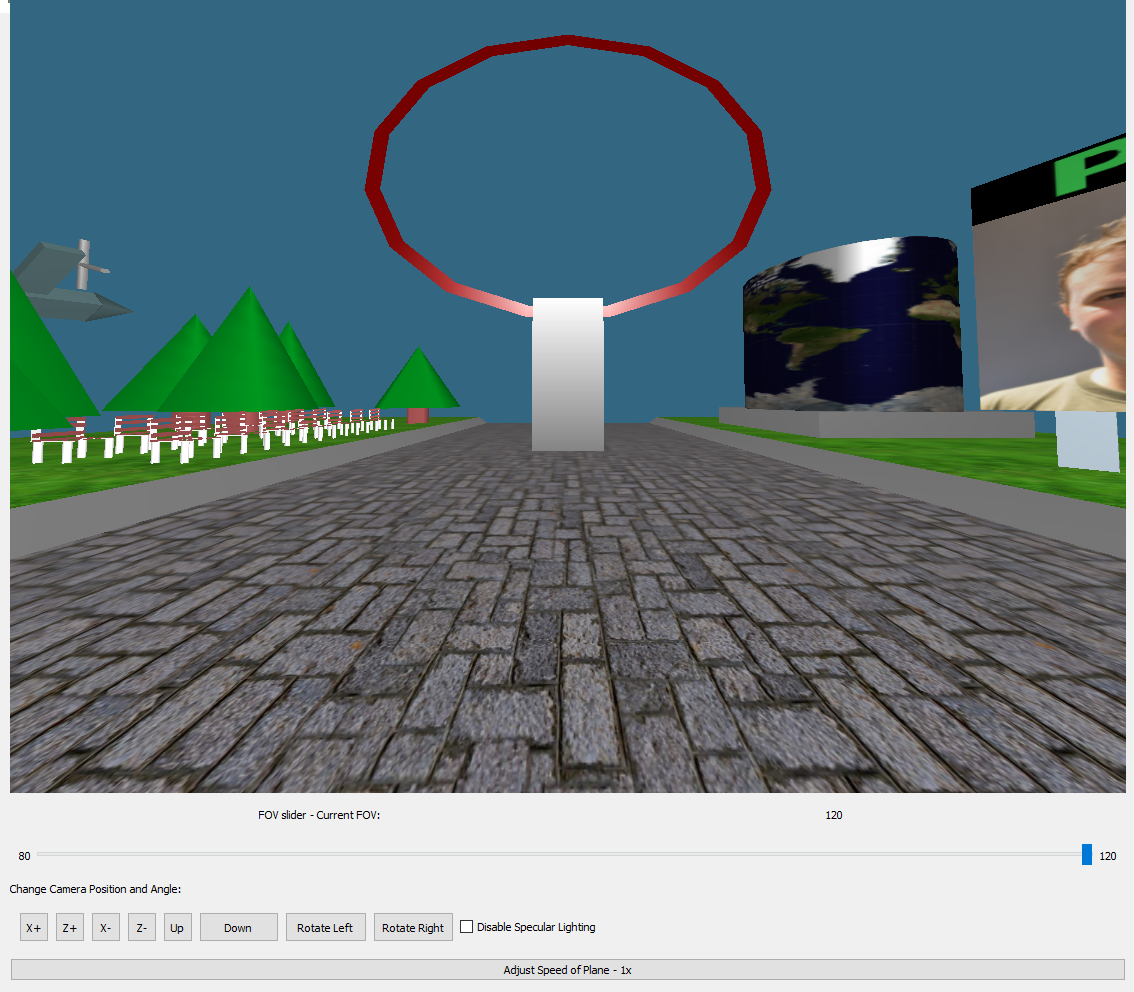 P
FOV slider - Current FOV: 120
80 120
Change Camera Position and Angle:
X+ Z+ X- Z- Up Down Rotate Left Rotate Right Disable Specular Lighting
Adjust Speed of Plane - 1x